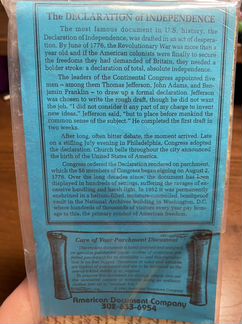 The DECLARATION of INDEPENDENCE
The most famous document in U.S. history, the
Declaration of Independence, was drafted in an act of despera-
tion. By June of 1776, the Revolutionary War was more than a
year old and if the American colonists were finally to secure
the freedoms they had demanded of Britain, they needed a
bolder stroke: a declaration of total, absolute independence.
The leaders of the Continental Congress appointed five
men – among them Thomas Jefferson, John Adams, and Ben-
jamin Franklin – to draw up a formal declaration. Jefferson
was chosen to write the rough draft, though he did not want
the job. "I did not consider it any part of my charge to invent
new ideas," Jefferson said, "but to place before mankind the
common sense of the subject." He completed the first draft in
two weeks.
After long, often bitter debate, the moment arrived. Late
on a stifling July evening in Philadelphia, Congress adopted
the declaration. Church bells throughout the city announced
the birth of the United States of America.
Congress ordered the Declaration rendered on parchment,
which the 56 members of Congress began signing on August 2,
1776. Over the long decades since, the document has been
displayed in hundreds of settings, suffering the ravages of ex-
cessive handling and harsh light. In 1952 it was permanently
enshrined in a helium-filled, moisture-controlled, bombproof
vault in the National Archives building in Washington, D.C.
where hundreds of thousands of visitors every year pay hom-
age to this, the primary symbol of American freedom.
Care of Your Parchment Document
American Document Company
302-655-6954